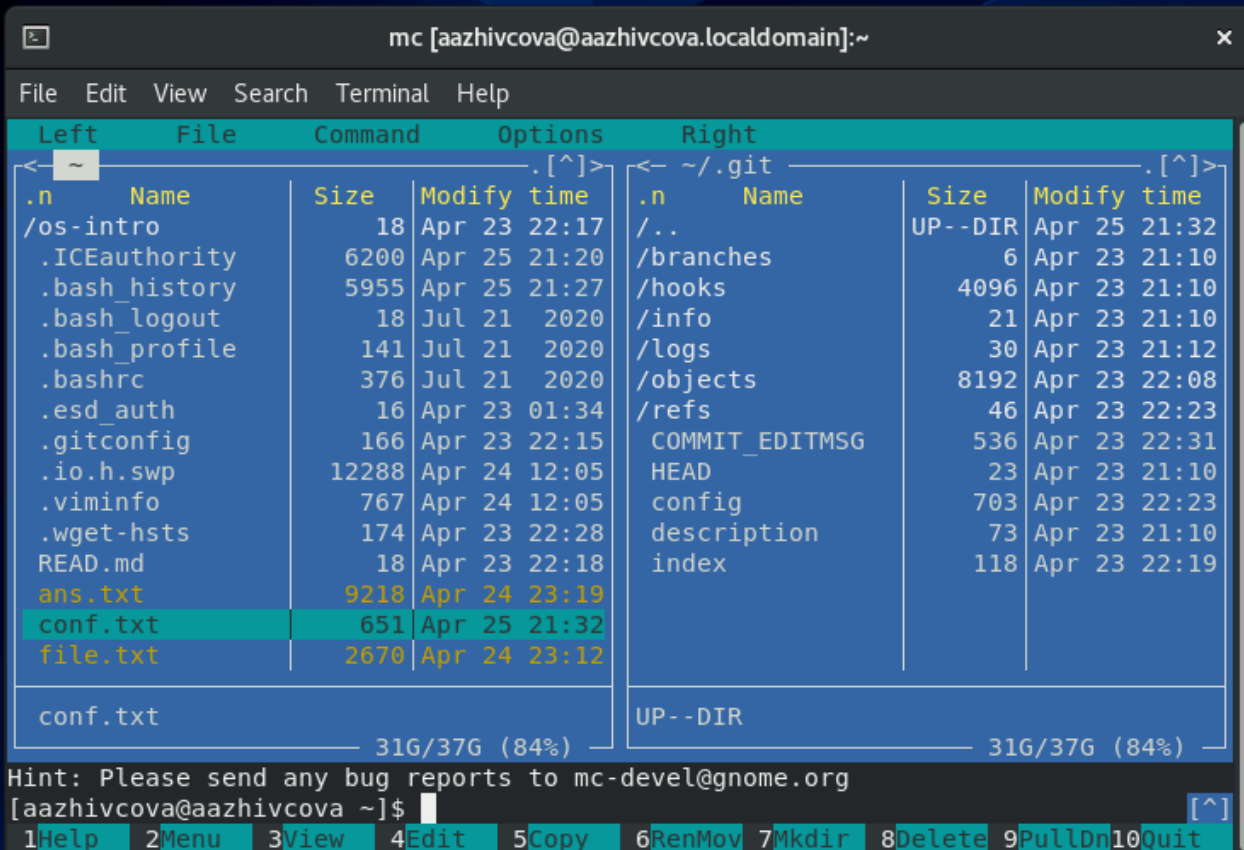 mc [aazhivcova@aazhivcova.localdomain]:~
File Edit View Search Terminal Help
Left File Command Options Right
<─ ~ ─.[^]>
.n Name Size Modify time
/os-intro 18 Apr 23 22:17
.ICEauthority 6200 Apr 25 21:20
.bash_history 5955 Apr 25 21:27
.bash_logout 18 Jul 21 2020
.bash_profile 141 Jul 21 2020
.bashrc 376 Jul 21 2020
.esd_auth 16 Apr 23 01:34
.gitconfig 166 Apr 23 22:15
.io.h.swp 12288 Apr 24 12:05
.viminfo 767 Apr 24 12:05
.wget-hsts 174 Apr 23 22:28
READ.md 18 Apr 23 22:18
ans.txt 9218 Apr 24 23:19
conf.txt 651 Apr 25 21:32
file.txt 2670 Apr 24 23:12
conf.txt
31G/37G (84%)
<─ ~/.git ─.[^]>
.n Name Size Modify time
/.. UP--DIR Apr 25 21:32
/branches 6 Apr 23 21:10
/hooks 4096 Apr 23 21:10
/info 21 Apr 23 21:10
/logs 30 Apr 23 21:12
/objects 8192 Apr 23 22:08
/refs 46 Apr 23 22:23
COMMIT_EDITMSG 536 Apr 23 22:31
HEAD 23 Apr 23 21:10
config 703 Apr 23 22:23
description 73 Apr 23 21:10
index 118 Apr 23 22:19
UP--DIR
31G/37G (84%)
Hint: Please send any bug reports to mc-devel@gnome.org
[aazhivcova@aazhivcova ~]$ [^]
1Help 2Menu 3View 4Edit 5Copy 6RenMov 7Mkdir 8Delete 9PullDn 10Quit